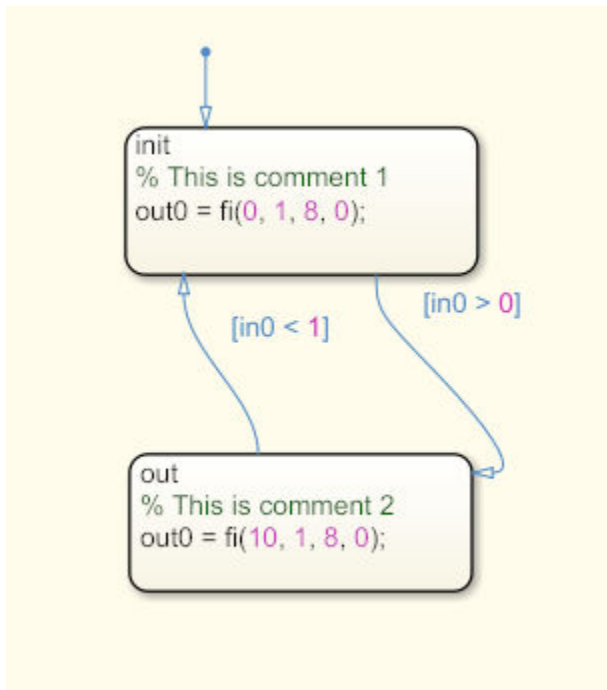 init
% This is comment 1
out0 = fi(0, 1, 8, 0);
[in0 > 0]
[in0 < 1]
out
% This is comment 2
out0 = fi(10, 1, 8, 0);